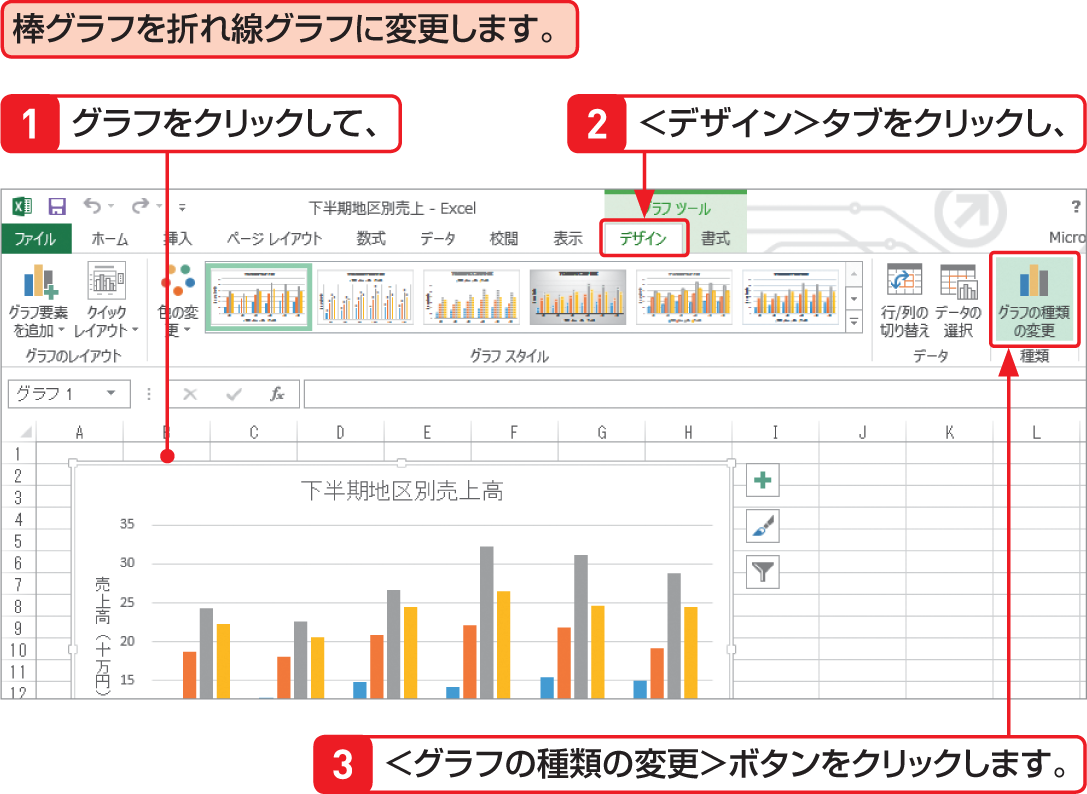 棒グラフを折れ線グラフに変更します。
1 グラフをクリックして、
2 <デザイン>タブをクリックし、
下半期地区別売上 - Excel
グラフ ツール
?
ファイル ホーム 挿入 ページ レイアウト 数式 データ 校閲 表示 デザイン 書式
Micro
グラフ要素
を追加
クイック
レイアウト
グラフのレイアウト
色の変
更
グラフ スタイル
行/列の
切り替え
データの
選択
データ
グラフの種類
の変更
種類
グラフ 1
fx
A B C D E F G H I J K L
1
2
3
4
5
6
7
8
9
10
11
12
下半期地区別売上高
売上高(十万円)
35
30
25
20
15
3 <グラフの種類の変更>ボタンをクリックします。